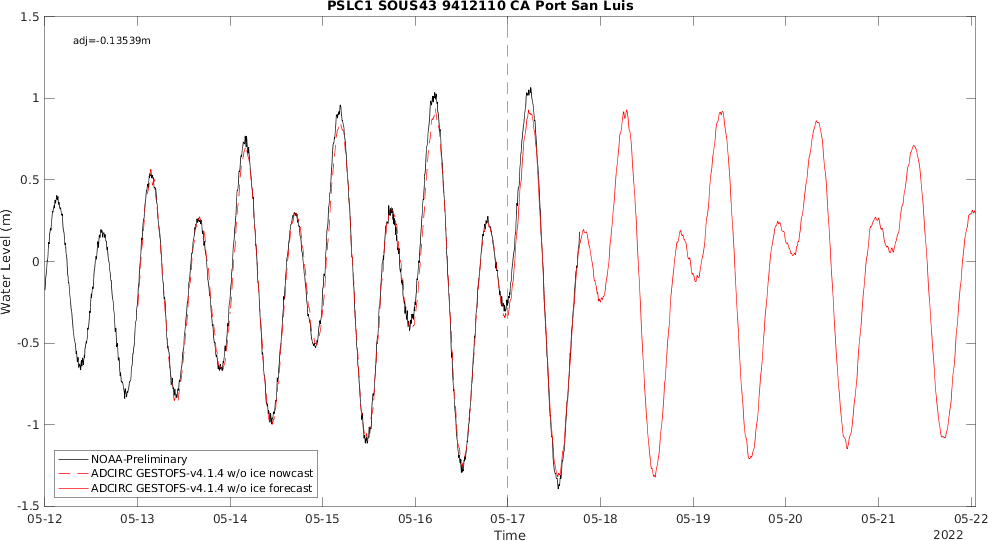 PSLC1 SOUS43 9412110 CA Port San Luis
adj=-0.13539m
1.5
1
0.5
0
-0.5
-1
-1.5
Water Level (m)
NOAA-Preliminary
ADCIRC GESTOFS-v4.1.4 w/o ice nowcast
ADCIRC GESTOFS-v4.1.4 w/o ice forecast
05-12 05-13 05-14 05-15 05-16 05-17 05-18 05-19 05-20 05-21 05-22
Time
2022